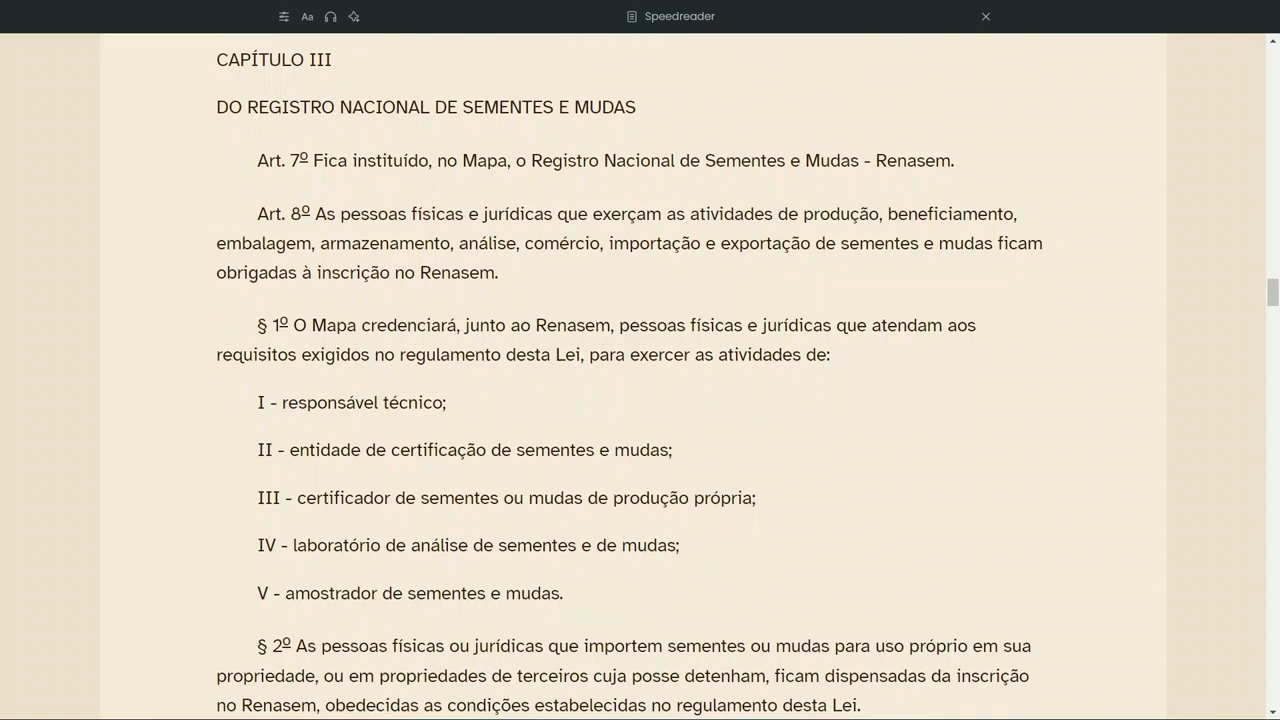 Aa
Speedreader
CAPÍTULO III
DO REGISTRO NACIONAL DE SEMENTES E MUDAS
Art. 7º Fica instituído, no Mapa, o Registro Nacional de Sementes e Mudas - Renasem.
Art. 8º As pessoas físicas e jurídicas que exerçam as atividades de produção, beneficiamento,
embalagem, armazenamento, análise, comércio, importação e exportação de sementes e mudas ficam
obrigadas à inscrição no Renasem.
§ 1º O Mapa credenciará, junto ao Renasem, pessoas físicas e jurídicas que atendam aos
requisitos exigidos no regulamento desta Lei, para exercer as atividades de:
I - responsável técnico;
II - entidade de certificação de sementes e mudas;
III - certificador de sementes ou mudas de produção própria;
IV - laboratório de análise de sementes e de mudas;
V - amostrador de sementes e mudas.
§ 2º As pessoas físicas ou jurídicas que importem sementes ou mudas para uso próprio em sua
propriedade, ou em propriedades de terceiros cuja posse detenham, ficam dispensadas da inscrição
no Renasem, obedecidas as condições estabelecidas no regulamento desta Lei.